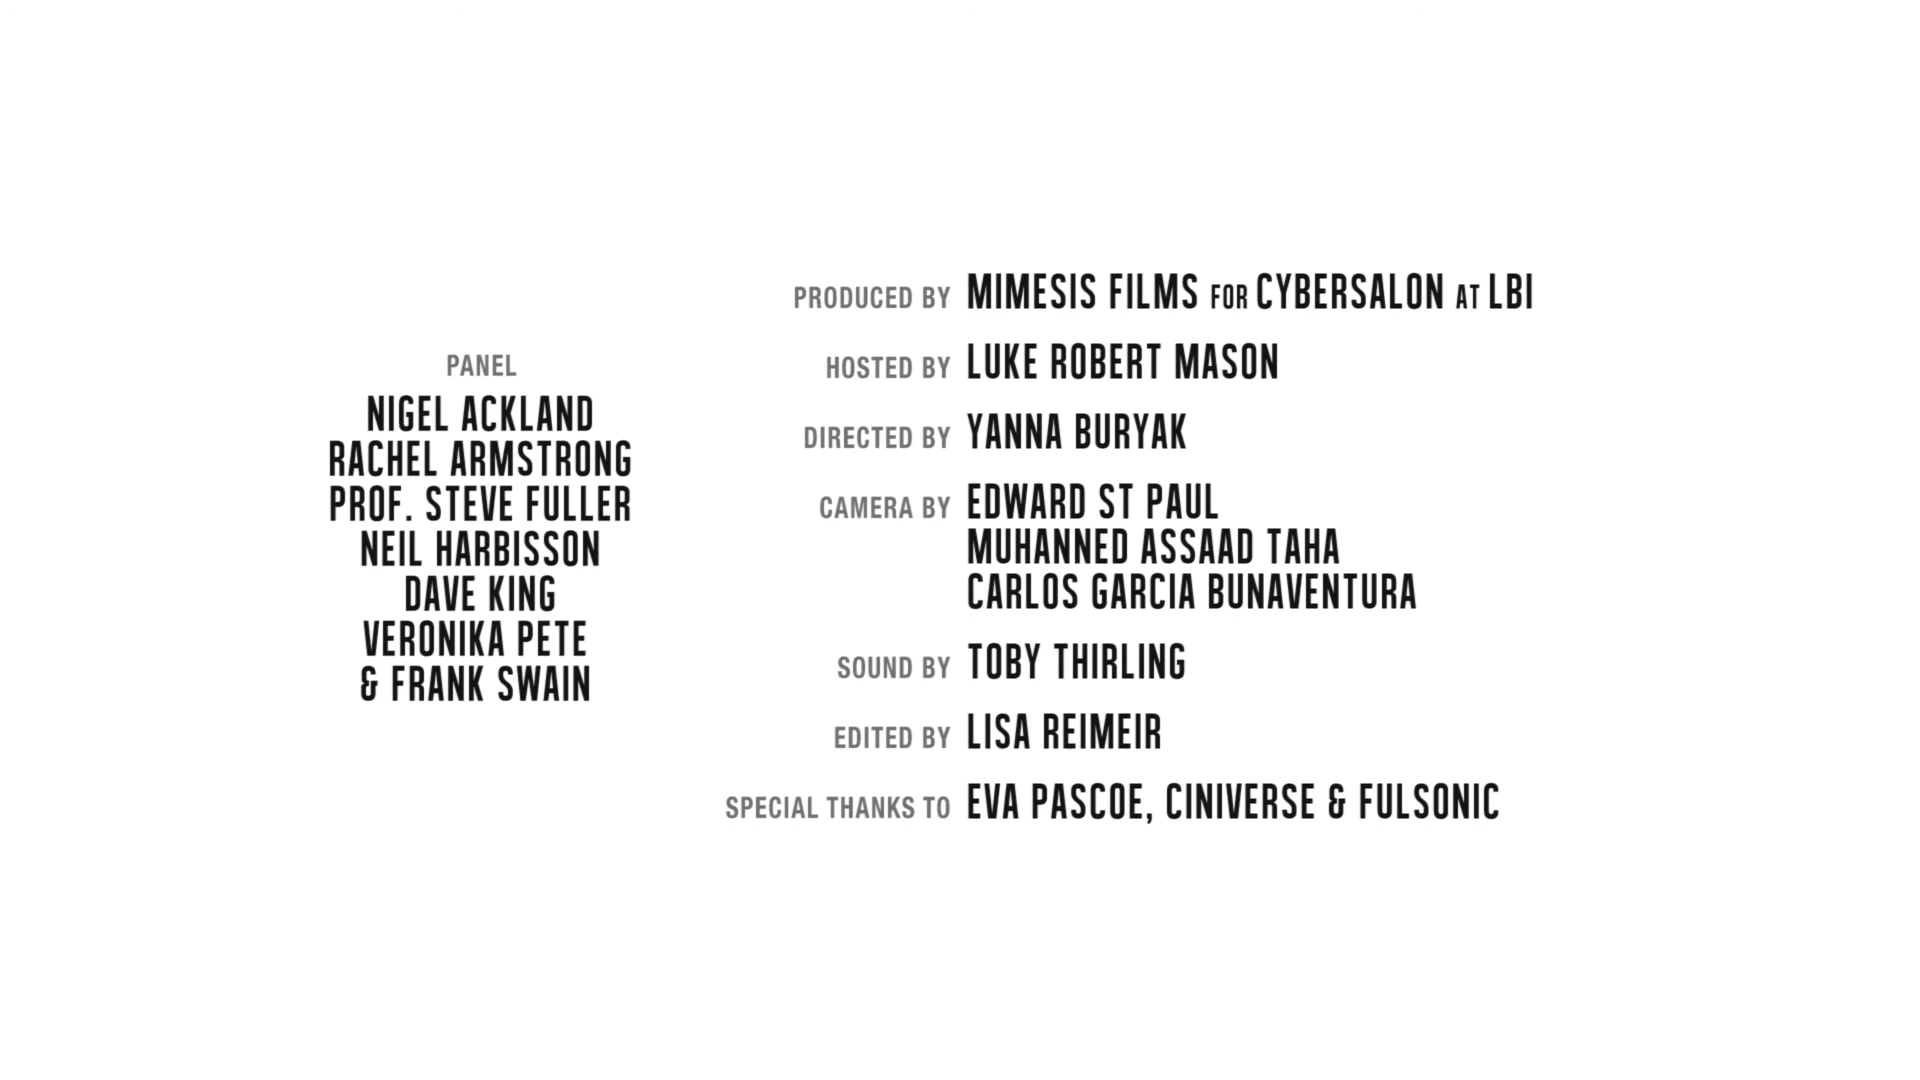 PANEL
NIGEL ACKLAND
RACHEL ARMSTRONG
PROF. STEVE FULLER
NEIL HARBISSON
DAVE KING
VERONIKA PETE
& FRANK SWAIN
PRODUCED BY MIMESIS FILMS FOR CYBERSALON AT LBI
HOSTED BY LUKE ROBERT MASON
DIRECTED BY YANNA BURYAK
CAMERA BY EDWARD ST PAUL
MUHANNED ASSAAD TAHA
CARLOS GARCIA BUNAVENTURA
SOUND BY TOBY THIRLING
EDITED BY LISA REIMEIR
SPECIAL THANKS TO EVA PASCOE, CINIVERSE & FULSONIC